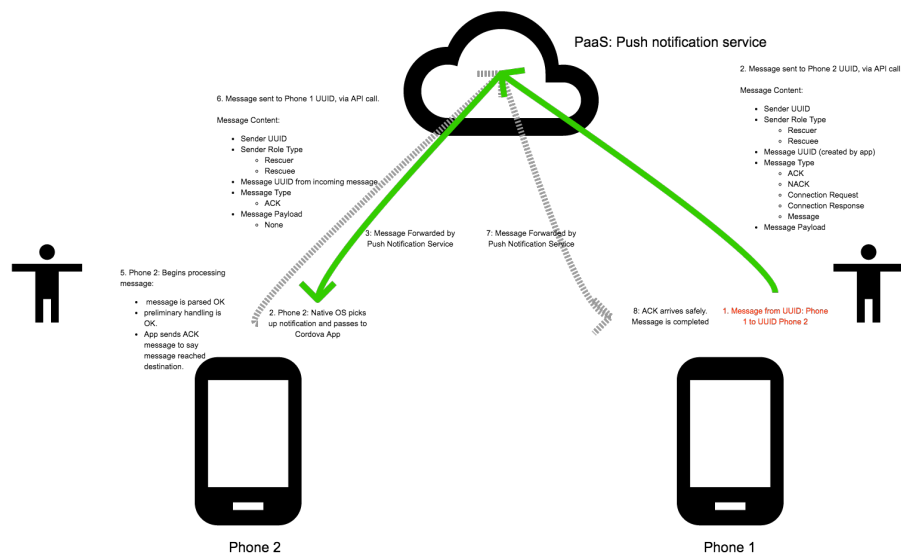 PaaS: Push notification service
2. Message sent to Phone 2 UUID, via API call
Message Content:
Sender UUID
Sender Role Type
Rescuer
Rescuee
Message UUID (created by app)
Message Type
ACK
NACK
Connection Request
Connection Response
Message
Message Payload
6. Message sent to Phone 1 UUID, via API call.
Message Content:
Sender UUID
Sender Role Type
Rescuer
Rescuee
Message UUID from incoming message
Message Type
ACK
Message Payload
None
3: Message Forwarded by
Push Notification Service
7: Message Forwarded by
Push Notification Service
5. Phone 2: Begins processing
message:
message is parsed OK
preliminary handling is
OK.
App sends ACK
message to say
message reached
destination.
2. Phone 2: Native OS picks
up notification and passes to
Cordova App
8: ACK arrives safely.
Message is completed
1. Message from UUID: Phone
1 to UUID Phone 2
Phone 2
Phone 1